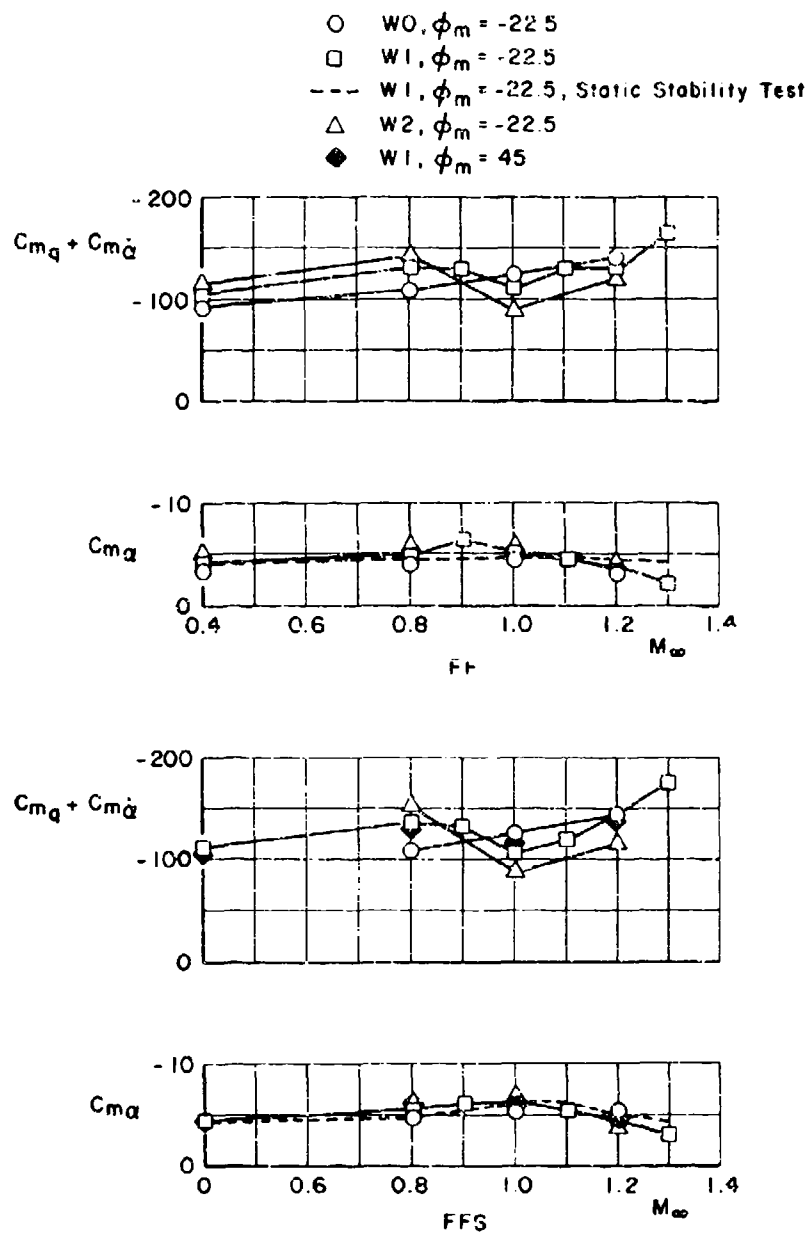 W0, ϕm = -22.5
W1, ϕm = -22.5
W1, ϕm = -22.5, Static Stability Test
W2, ϕm = -22.5
W1, ϕm = 45
-200
Cmq + Cmα̇
-100
0
-10
Cmα
0
0.4 0.6 0.8 1.0 1.2 1.4
M∞
FF
-200
Cmq + Cmα̇
-100
0
-10
Cmα
0
0 0.6 0.8 1.0 1.2 1.4
M∞
FFS